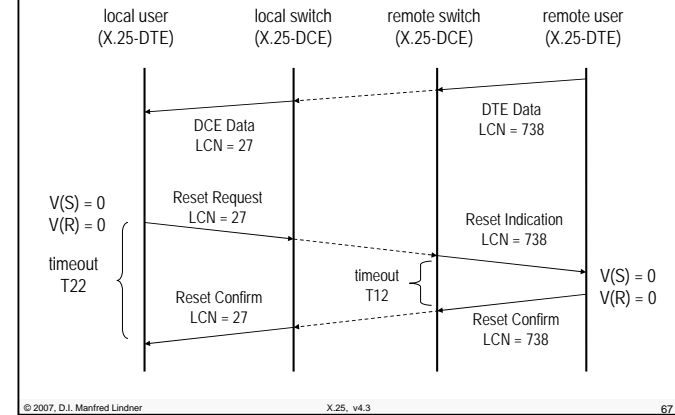 local user
(X.25-DTE)
local switch
(X.25-DCE)
remote switch
(X.25-DCE)
remote user
(X.25-DTE)
DCE Data
LCN = 27
DTE Data
LCN = 738
V(S) = 0
V(R) = 0
Reset Request
LCN = 27
Reset Indication
LCN = 738
timeout
T22
timeout
T12
V(S) = 0
V(R) = 0
Reset Confirm
LCN = 27
Reset Confirm
LCN = 738
© 2007, D.I. Manfred Lindner
X.25, v4.3
67